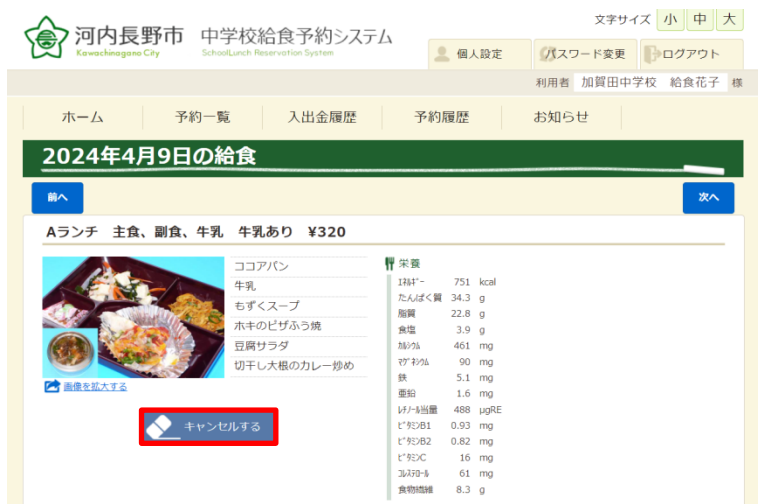 文字サイズ 小 中 大
河内長野市 中学校給食予約システム
Kawachinagano City SchoolLunch Reservation System
個人設定 パスワード変更 ログアウト
利用者 加賀田中学校 給食花子 様
ホーム 予約一覧 入出金履歴 予約履歴 お知らせ
2024年4月9日の給食
前へ 次へ
Aランチ 主食、副食、牛乳 牛乳あり ¥320
ココアパン
牛乳
もずくスープ
ホキのピザふう焼
豆腐サラダ
切干し大根のカレー炒め
画像を拡大する
キャンセルする
栄養
ｴﾈﾙｷﾞｰ 751 kcal
たんぱく質 34.3 g
脂質 22.8 g
食塩 3.9 g
ｶﾙｼｳﾑ 461 mg
ﾏｸﾞﾈｼｳﾑ 90 mg
鉄 5.1 mg
亜鉛 1.6 mg
ﾚﾁﾉｰﾙ当量 488 μgRE
ﾋﾞﾀﾐﾝB1 0.93 mg
ﾋﾞﾀﾐﾝB2 0.82 mg
ﾋﾞﾀﾐﾝC 16 mg
ｺﾚｽﾃﾛｰﾙ 61 mg
食物繊維 8.3 g